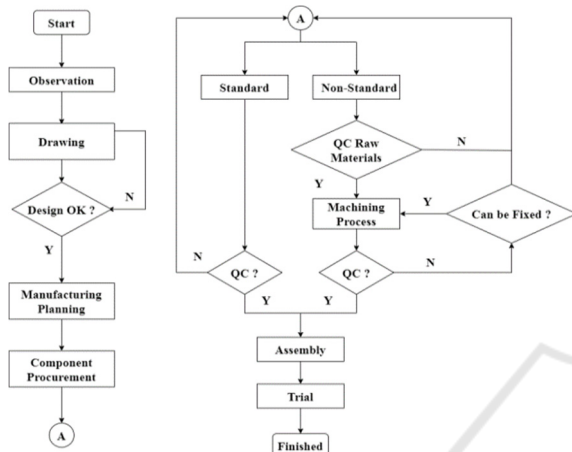 Start
Observation
Drawing
N
Design OK ?
Y
Manufacturing
Planning
Component
Procurement
A
A
Standard
Non-Standard
QC Raw
Materials
N
Y
Machining
Process
Y
Can be Fixed ?
N
QC ?
QC ?
N
Y
Y
Assembly
Trial
Finished